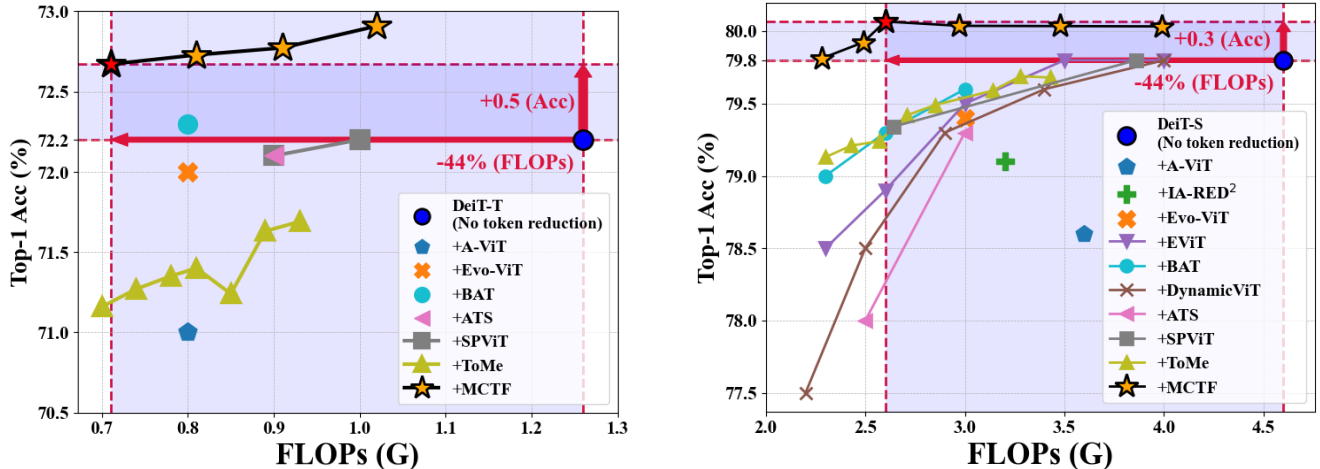 73.0
72.5
72.2
72.0
71.5
71.0
70.5
Top-1 Acc (%)
+0.5 (Acc)
-44% (FLOPs)
DeiT-T
(No token reduction)
+A-ViT
+Evo-ViT
+BAT
+ATS
+SPViT
+ToMe
+MCTF
0.7 0.8 0.9 1.0 1.1 1.2 1.3
FLOPs (G)
80.0
79.8
79.5
79.0
78.5
78.0
77.5
Top-1 Acc (%)
+0.3 (Acc)
-44% (FLOPs)
DeiT-S
(No token reduction)
+A-ViT
+IA-RED²
+Evo-ViT
+EViT
+BAT
+DynamicViT
+ATS
+SPViT
+ToMe
+MCTF
2.0 2.5 3.0 3.5 4.0 4.5
FLOPs (G)